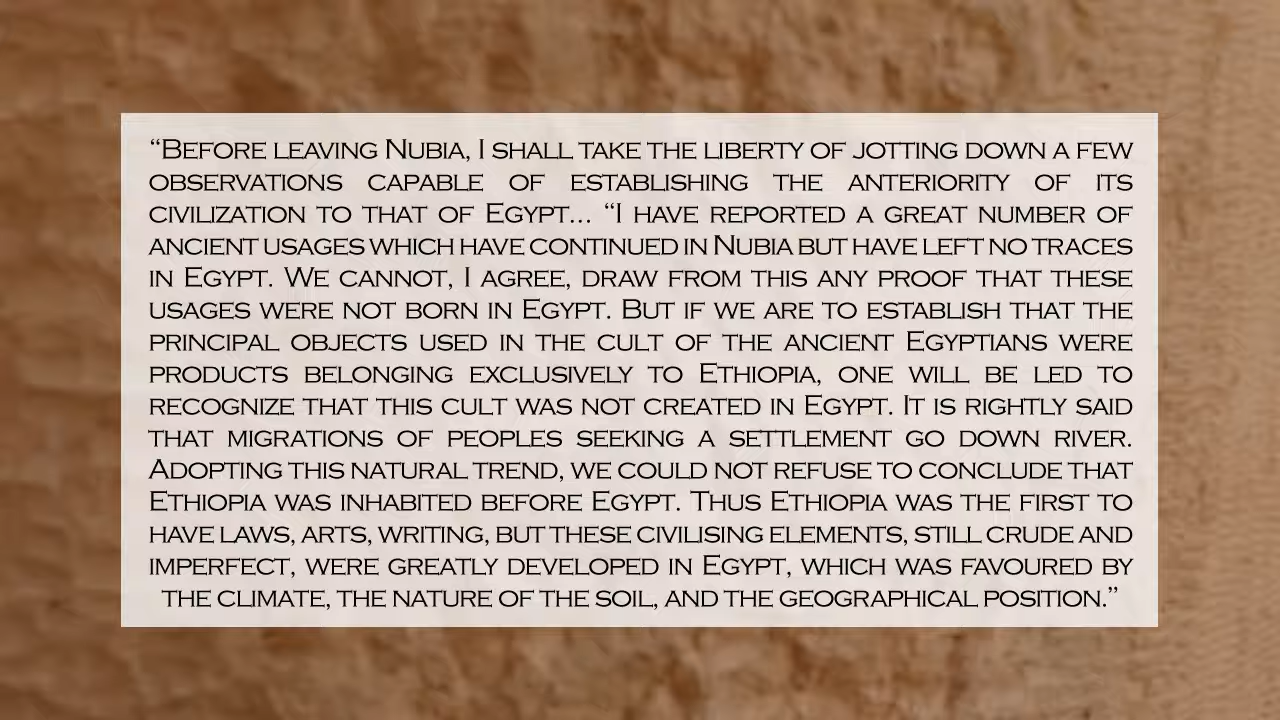 “Before leaving Nubia, I shall take the liberty of jotting down a few
observations capable of establishing the anteriority of its
civilization to that of Egypt... “I have reported a great number of
ancient usages which have continued in Nubia but have left no traces
in Egypt. We cannot, I agree, draw from this any proof that these
usages were not born in Egypt. But if we are to establish that the
principal objects used in the cult of the ancient Egyptians were
products belonging exclusively to Ethiopia, one will be led to
recognize that this cult was not created in Egypt. It is rightly said
that migrations of peoples seeking a settlement go down river.
Adopting this natural trend, we could not refuse to conclude that
Ethiopia was inhabited before Egypt. Thus Ethiopia was the first to
have laws, arts, writing, but these civilising elements, still crude and
imperfect, were greatly developed in Egypt, which was favoured by
the climate, the nature of the soil, and the geographical position.”